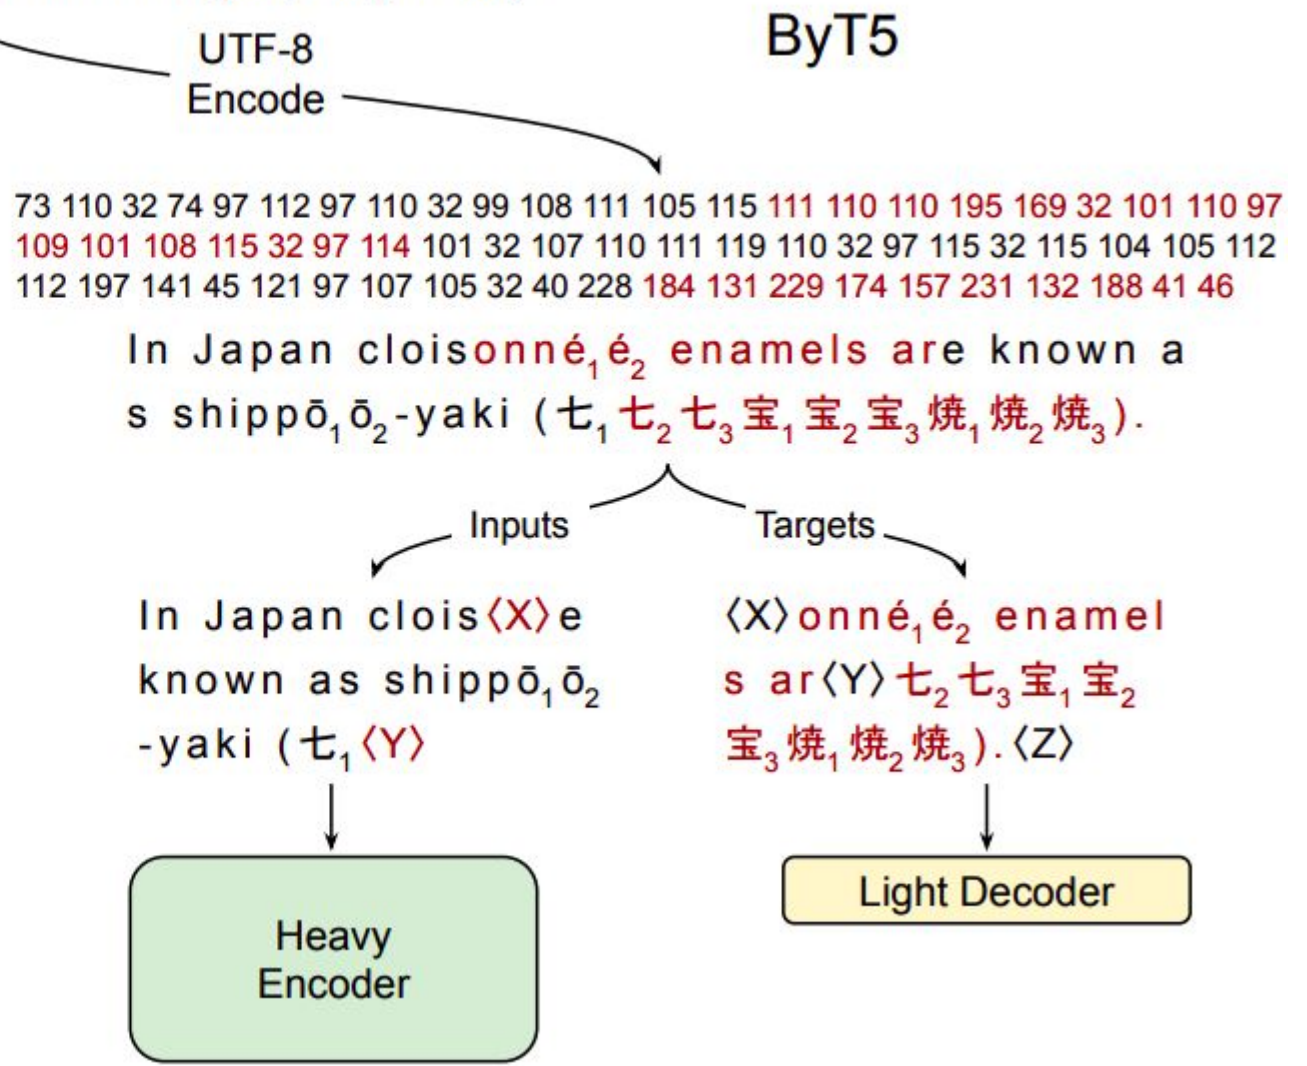 UTF-8
Encode
ByT5
73 110 32 74 97 112 97 110 32 99 108 111 105 115 111 110 110 195 169 32 101 110 97
109 101 108 115 32 97 114 101 32 107 110 111 119 110 32 97 115 32 115 104 105 112
112 197 141 45 121 97 107 105 32 40 228 184 131 229 174 157 231 132 188 41 46
In Japan cloisonné₁é₂ enamels are known a
s shippō₁ō₂-yaki (七₁七₂七₃宝₁宝₂宝₃焼₁焼₂焼₃).
Inputs
Targets
In Japan clois〈X〉e
known as shippō₁ō₂
-yaki (七₁〈Y〉
〈X〉onné₁é₂ enamel
s ar〈Y〉七₂七₃宝₁宝₂
宝₃焼₁焼₂焼₃).〈Z〉
Heavy
Encoder
Light Decoder